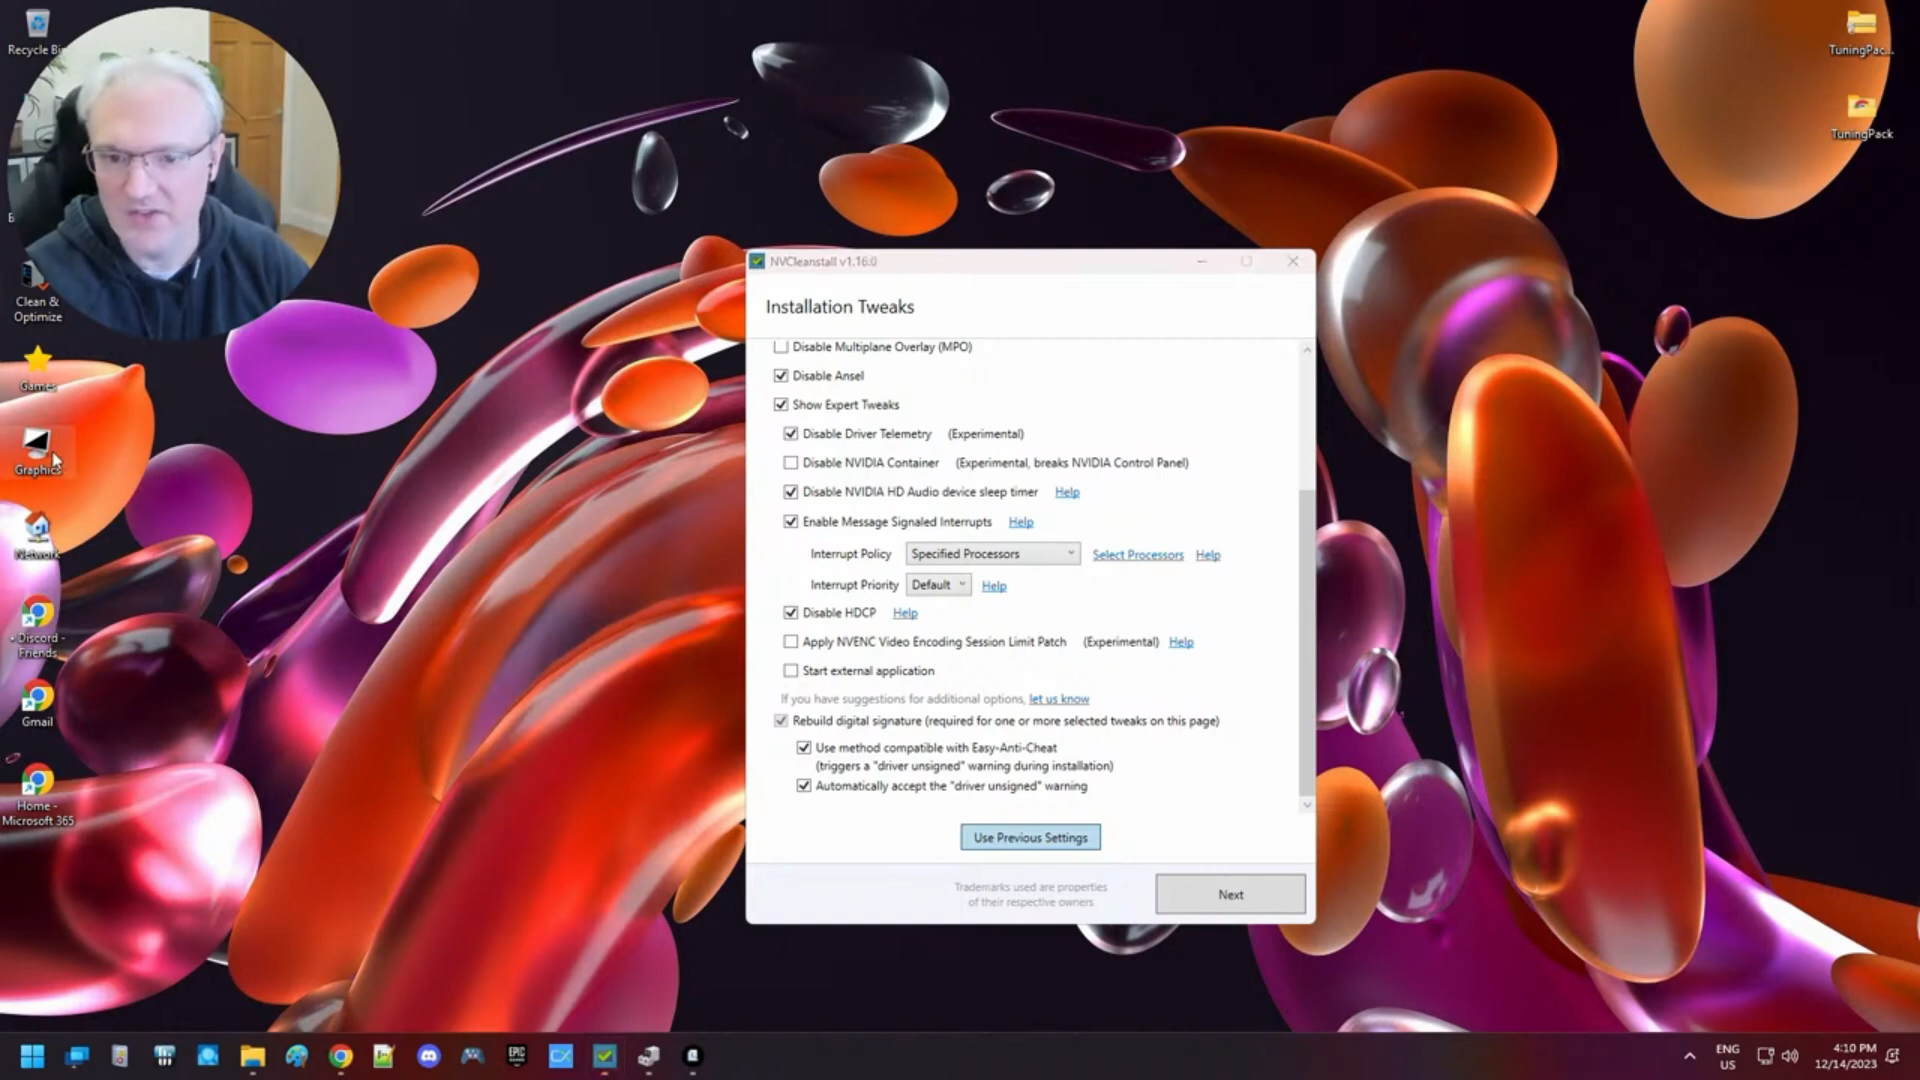 Recycle Bin
Clean &
Optimize
Games
Graphics
Network
• Discord -
Friends
Gmail
Home -
Microsoft 365
TuningPac...
TuningPack
NVCleanstall v1.16.0
Installation Tweaks
Disable Multiplane Overlay (MPO)
Disable Ansel
Show Expert Tweaks
Disable Driver Telemetry (Experimental)
Disable NVIDIA Container (Experimental, breaks NVIDIA Control Panel)
Disable NVIDIA HD Audio device sleep timer Help
Enable Message Signaled Interrupts Help
Interrupt Policy Specified Processors Select Processors Help
Interrupt Priority Default Help
Disable HDCP Help
Apply NVENC Video Encoding Session Limit Patch (Experimental) Help
Start external application
If you have suggestions for additional options, let us know
Rebuild digital signature (required for one or more selected tweaks on this page)
Use method compatible with Easy-Anti-Cheat
(triggers a "driver unsigned" warning during installation)
Automatically accept the "driver unsigned" warning
Use Previous Settings
Trademarks used are properties
of their respective owners
Next
EPIC
ENG
US
4:10 PM
12/14/2023